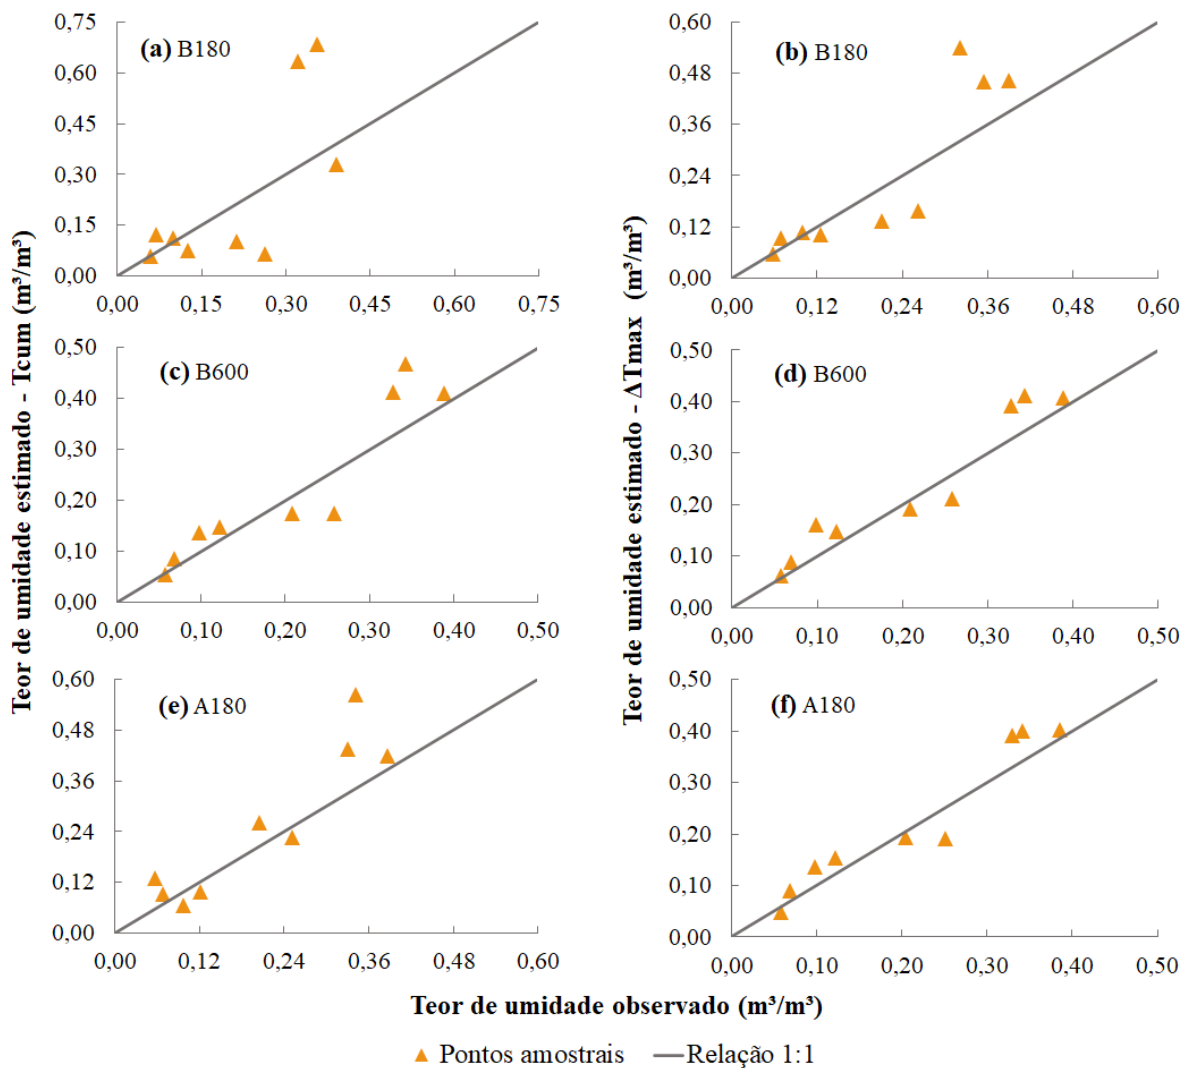 Teor de umidade estimado - Tcum (m³/m³)
(a) B180
0,75
0,60
0,45
0,30
0,15
0,00
0,00 0,15 0,30 0,45 0,60 0,75
Teor de umidade estimado - ΔTmax (m³/m³)
(b) B180
0,60
0,48
0,36
0,24
0,12
0,00
0,00 0,12 0,24 0,36 0,48 0,60
(c) B600
0,50
0,40
0,30
0,20
0,10
0,00
0,00 0,10 0,20 0,30 0,40 0,50
(d) B600
0,50
0,40
0,30
0,20
0,10
0,00
0,00 0,10 0,20 0,30 0,40 0,50
(e) A180
0,60
0,48
0,36
0,24
0,12
0,00
0,00 0,12 0,24 0,36 0,48 0,60
(f) A180
0,50
0,40
0,30
0,20
0,10
0,00
0,00 0,10 0,20 0,30 0,40 0,50
Teor de umidade observado (m³/m³)
Pontos amostrais Relação 1:1